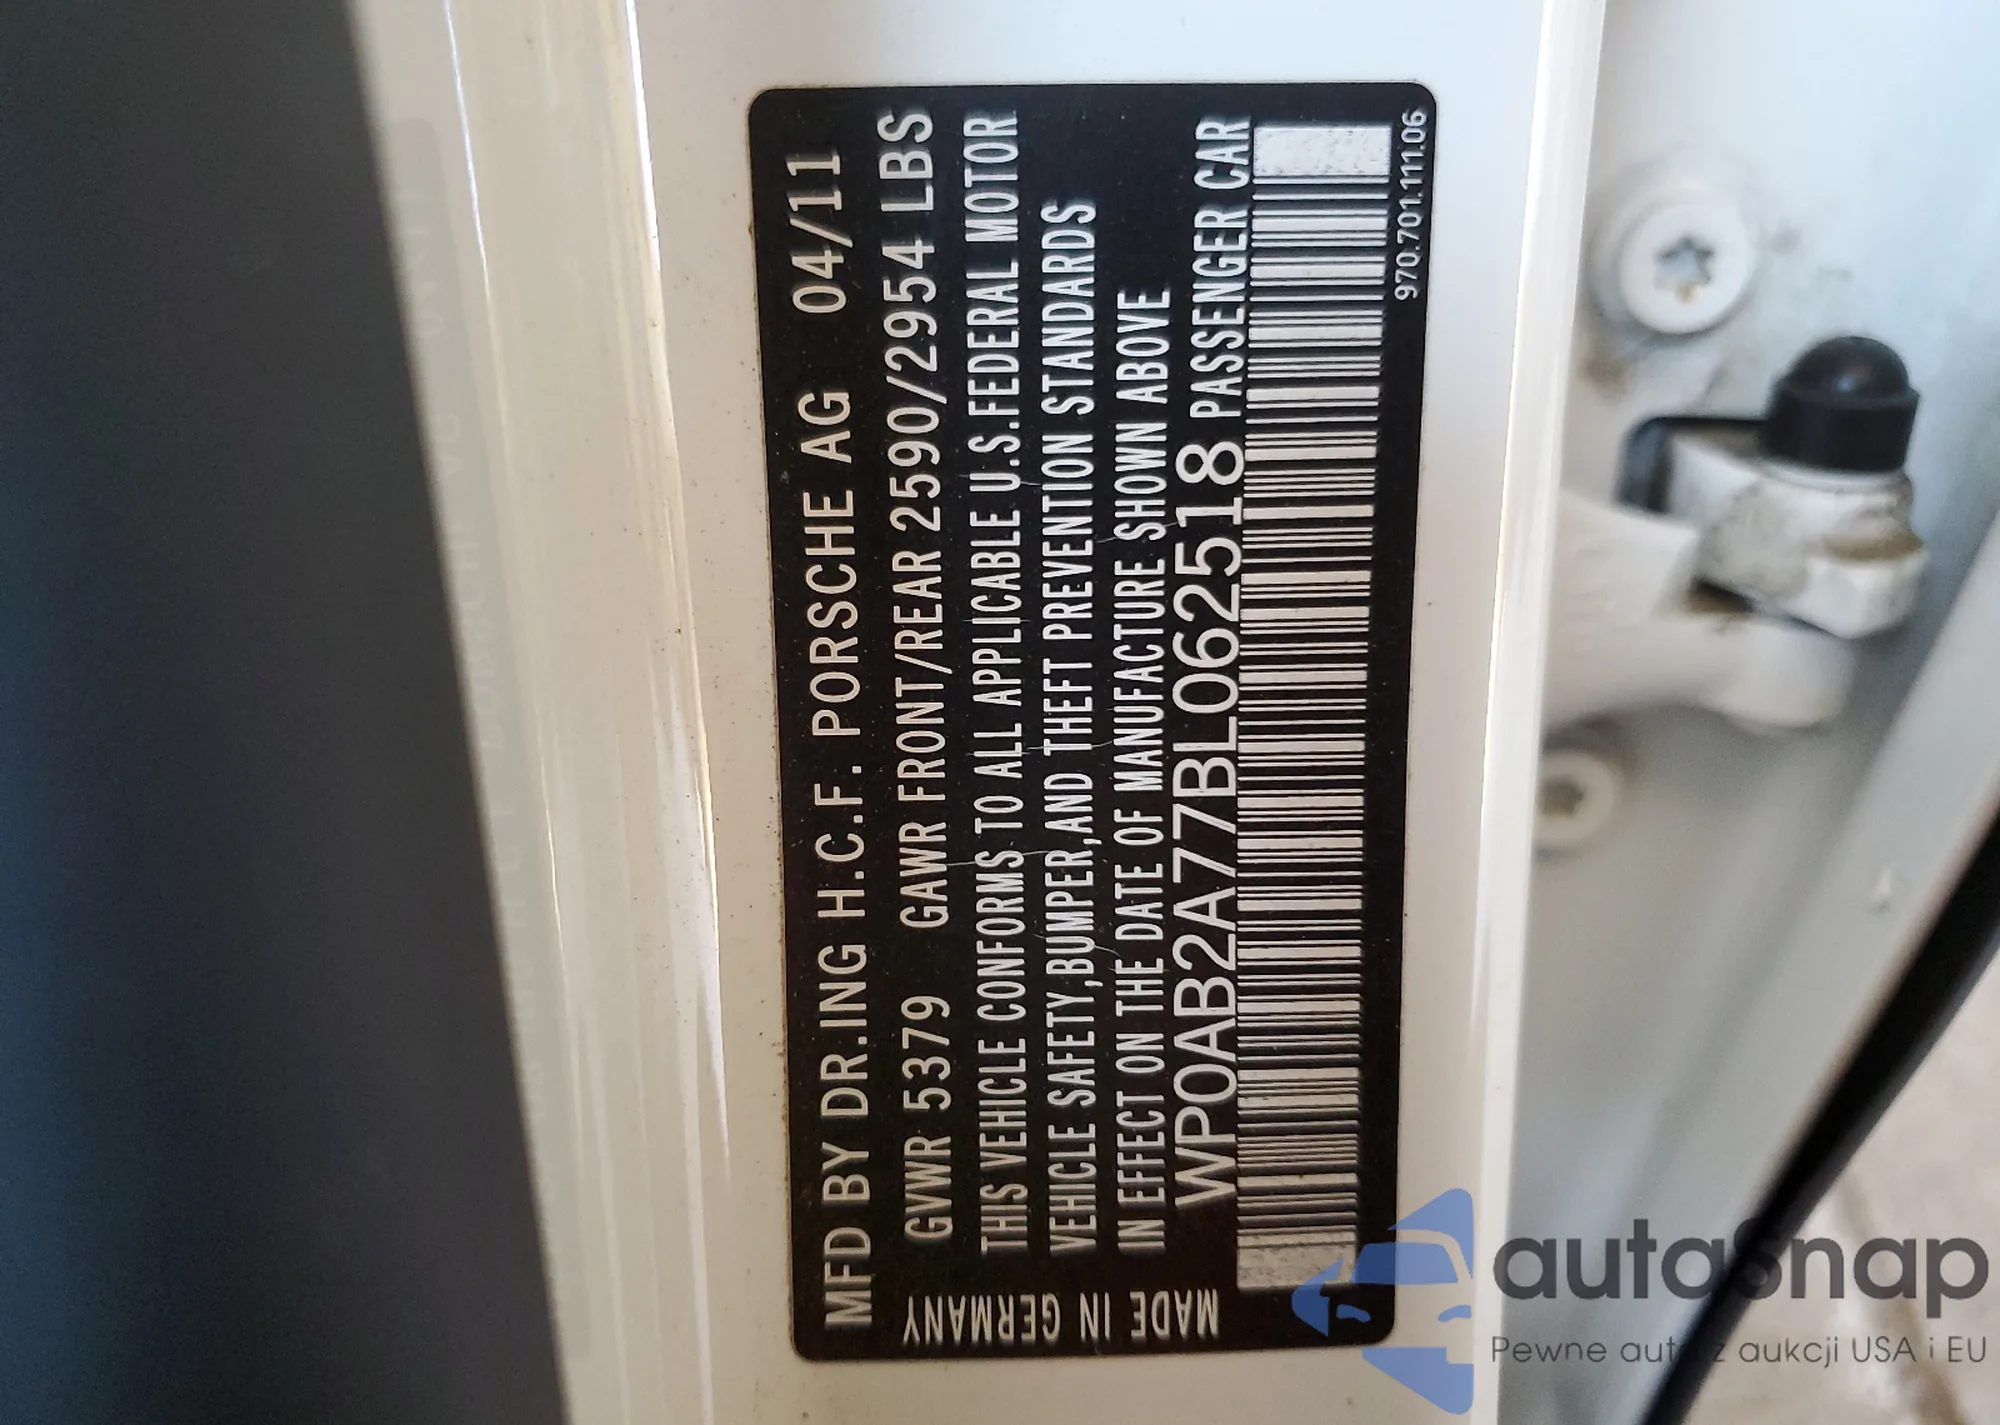 MFD BY DR.ING H.C.F. PORSCHE AG 04/11
GVWR 5379 GAWR FRONT/REAR 2590/2954 LBS
THIS VEHICLE CONFORMS TO ALL APPLICABLE U.S.FEDERAL MOTOR
VEHICLE SAFETY,BUMPER,AND THEFT PREVENTION STANDARDS
IN EFFECT ON THE DATE OF MANUFACTURE SHOWN ABOVE
WP0AB2A77BL062518 PASSENGER CAR
970.701.111.06
MADE IN GERMANY
autosnap
Pewne auta z aukcji USA i EU